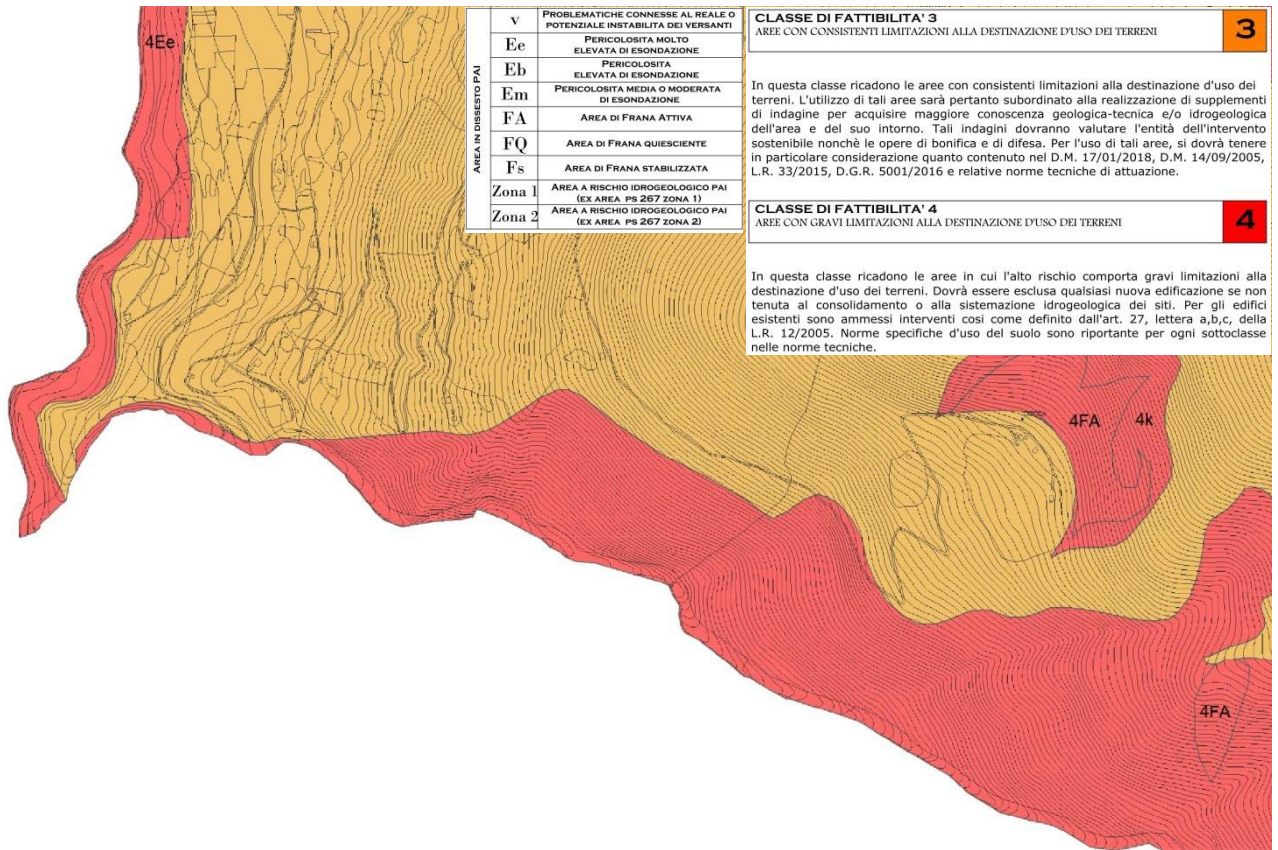 4Ee
AREA IN DISSESTO PAI
v PROBLEMATICHE CONNESSE AL REALE O
POTENZIALE INSTABILITA DEI VERSANTI
Ee PERICOLOSITA MOLTO
ELEVATA DI ESONDAZIONE
Eb PERICOLOSITA
ELEVATA DI ESONDAZIONE
Em PERICOLOSITA MEDIA O MODERATA
DI ESONDAZIONE
FA AREA DI FRANA ATTIVA
FQ AREA DI FRANA QUIESCIENTE
Fs AREA DI FRANA STABILIZZATA
Zona 1 AREA A RISCHIO IDROGEOLOGICO PAI
(EX AREA PS 267 ZONA 1)
Zona 2 AREA A RISCHIO IDROGEOLOGICO PAI
(EX AREA PS 267 ZONA 2)
CLASSE DI FATTIBILITA' 3
AREE CON CONSISTENTI LIMITAZIONI ALLA DESTINAZIONE D'USO DEI TERRENI
3
In questa classe ricadono le aree con consistenti limitazioni alla destinazione d'uso dei
terreni. L'utilizzo di tali aree sarà pertanto subordinato alla realizzazione di supplementi
di indagine per acquisire maggiore conoscenza geologica-tecnica e/o idrogeologica
dell'area e del suo intorno. Tali indagini dovranno valutare l'entità dell'intervento
sostenibile nonchè le opere di bonifica e di difesa. Per l'uso di tali aree, si dovrà tenere
in particolare considerazione quanto contenuto nel D.M. 17/01/2018, D.M. 14/09/2005,
L.R. 33/2015, D.G.R. 5001/2016 e relative norme tecniche di attuazione.
CLASSE DI FATTIBILITA' 4
AREE CON GRAVI LIMITAZIONI ALLA DESTINAZIONE D'USO DEI TERRENI
4
In questa classe ricadono le aree in cui l'alto rischio comporta gravi limitazioni alla
destinazione d'uso dei terreni. Dovrà essere esclusa qualsiasi nuova edificazione se non
tenuta al consolidamento o alla sistemazione idrogeologica dei siti. Per gli edifici
esistenti sono ammessi interventi cosi come definito dall'art. 27, lettera a,b,c, della
L.R. 12/2005. Norme specifiche d'uso del suolo sono riportante per ogni sottoclasse
nelle norme tecniche.
4FA
4k
4FA